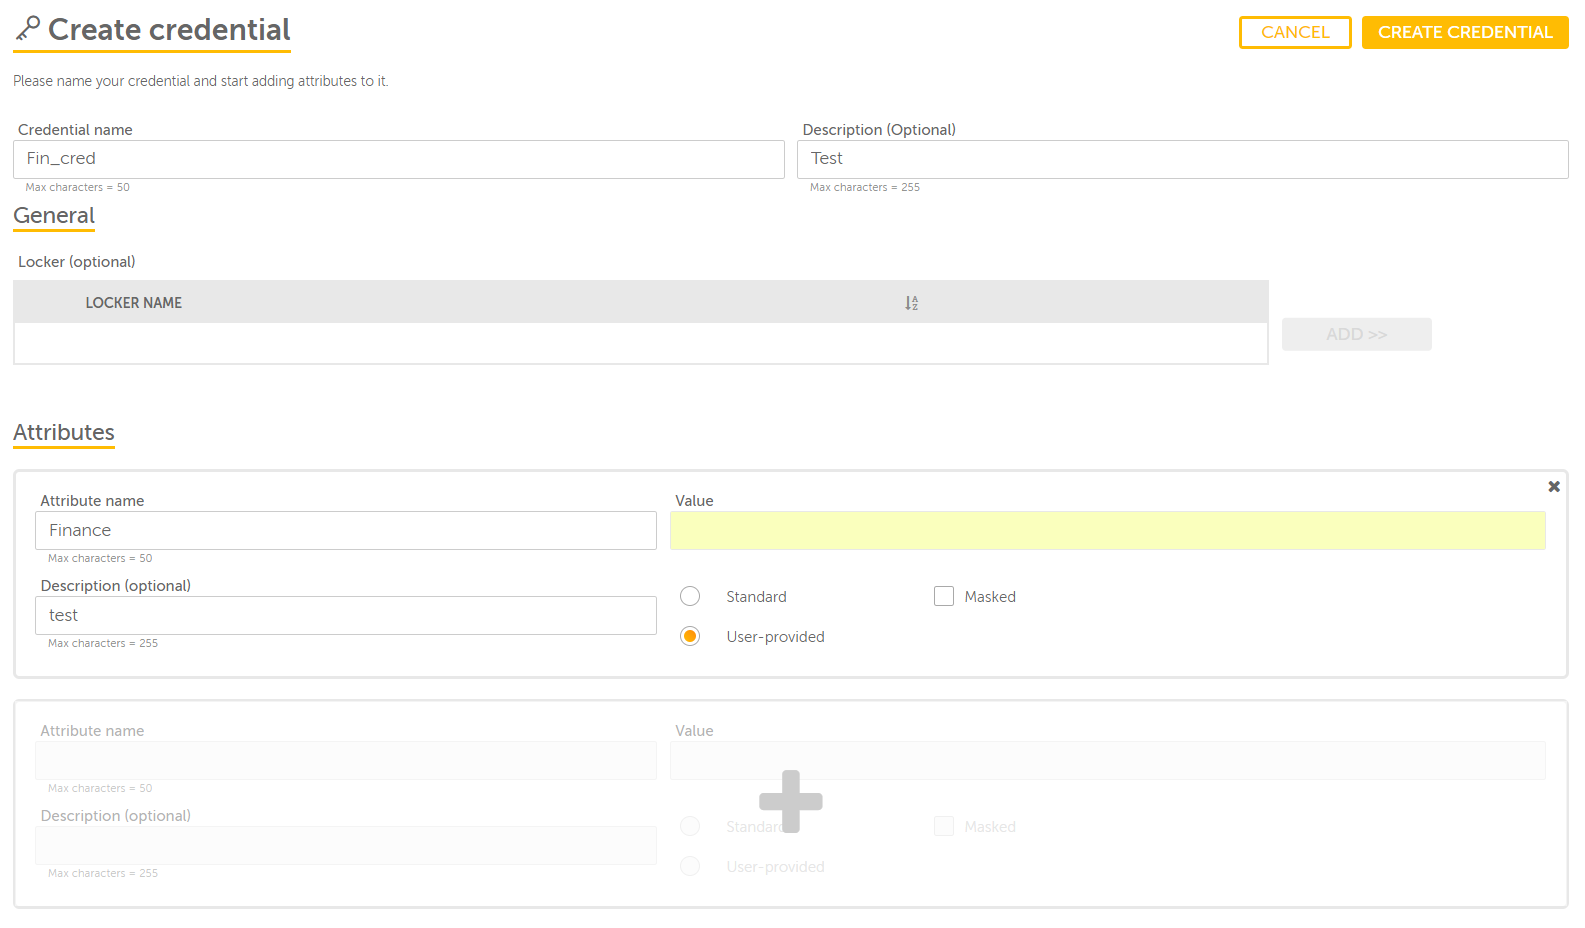 Create credential
CANCEL
CREATE CREDENTIAL
Please name your credential and start adding attributes to it.
Credential name
Description (Optional)
Fin_cred
Test
Max characters = 50
Max characters = 255
General
Locker (optional)
LOCKER NAME
AZ
ADD >>
Attributes
Attribute name
Value
Finance
Max characters = 50
Description (optional)
Standard
Masked
test
User-provided
Max characters = 255
Attribute name
Value
Max characters = 50
Description (optional)
Standard
Masked
User-provided
Max characters = 255